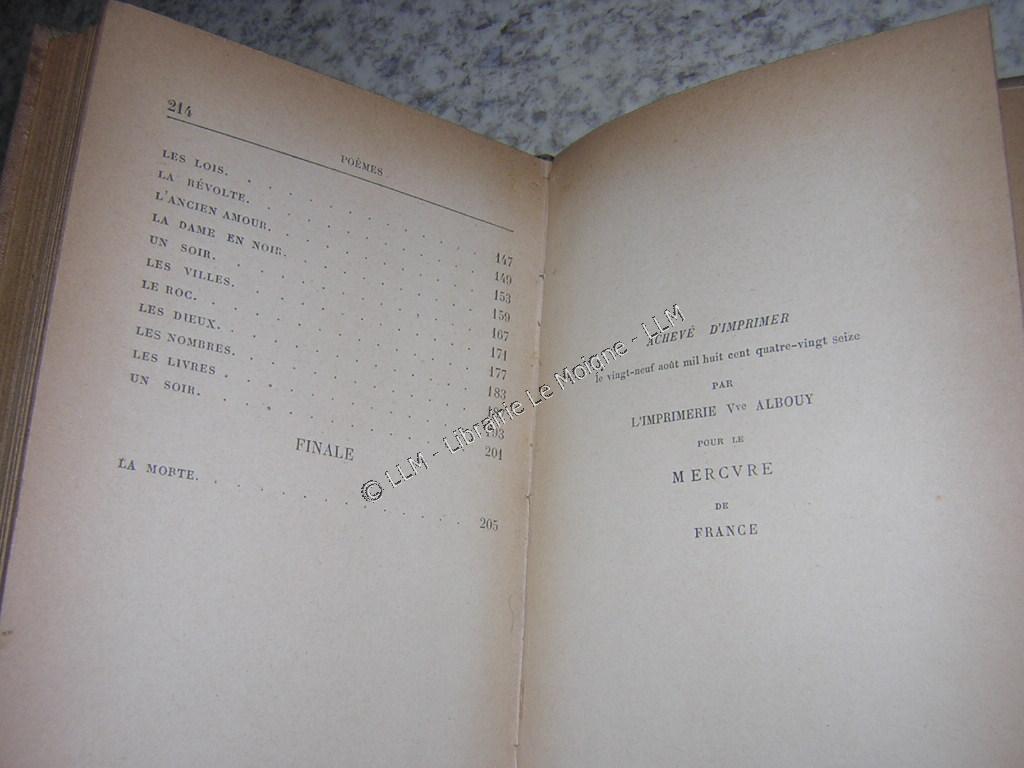 214
POÈMES
LES LOIS. . . . . . . . . . 147
LA RÉVOLTE. . . . . . . . . . 149
L'ANCIEN AMOUR. . . . . . . . . . 153
LA DAME EN NOIR. . . . . . . . . . 159
UN SOIR. . . . . . . . . . 167
LES VILLES. . . . . . . . . . 171
LE ROC. . . . . . . . . . 177
LES DIEUX. . . . . . . . . . 183
LES NOMBRES. . . . . . . . . .
LES LIVRES . . . . . . . . . . 193
UN SOIR. . . . . . . . . . 201
FINALE
LA MORTE. . . . . . . . . . 205
ACHEVÉ D'IMPRIMER
le vingt-neuf août mil huit cent quatre-vingt seize
PAR
L'IMPRIMERIE Vve ALBOUY
POUR LE
MERCVRE
DE
FRANCE
© LLM - Librairie Le Moigne - LLM